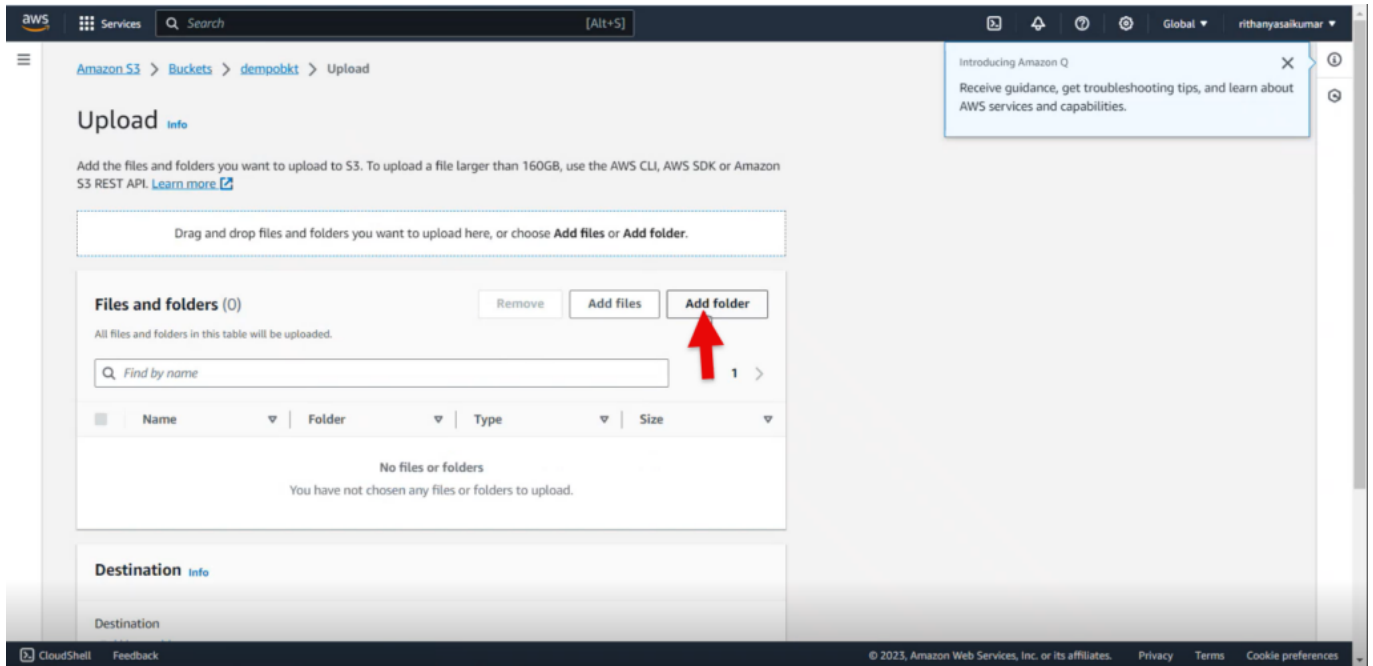 aws Services Search [Alt+S] Global rithanyasaikumar
Amazon S3 > Buckets > dempobkt > Upload
Introducing Amazon Q
Receive guidance, get troubleshooting tips, and learn about
AWS services and capabilities.
Upload Info
Add the files and folders you want to upload to S3. To upload a file larger than 160GB, use the AWS CLI, AWS SDK or Amazon
S3 REST API. Learn more
Drag and drop files and folders you want to upload here, or choose Add files or Add folder.
Files and folders (0) Remove Add files Add folder
All files and folders in this table will be uploaded.
Find by name 1 >
Name Folder Type Size
No files or folders
You have not chosen any files or folders to upload.
Destination Info
Destination
CloudShell Feedback © 2023, Amazon Web Services, Inc. or its affiliates. Privacy Terms Cookie preferences